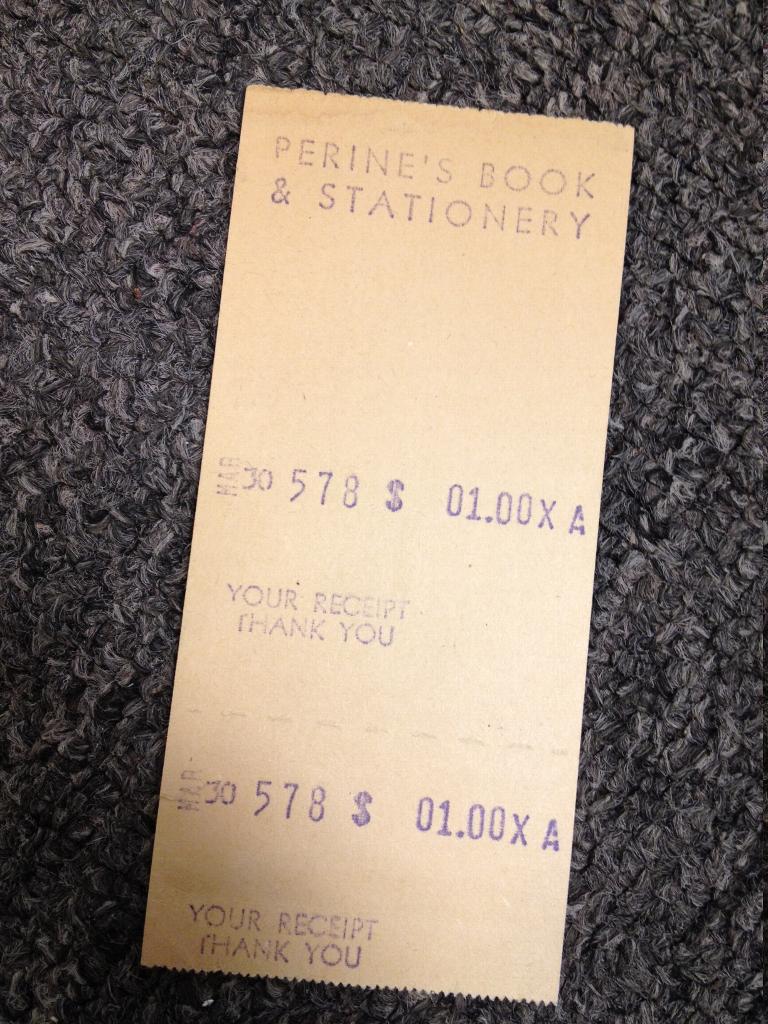 PERINE'S BOOK
& STATIONERY
MAR 30 578 $ 01.00X A
YOUR RECEIPT
THANK YOU
MAR 30 578 $ 01.00X A
YOUR RECEIPT
THANK YOU